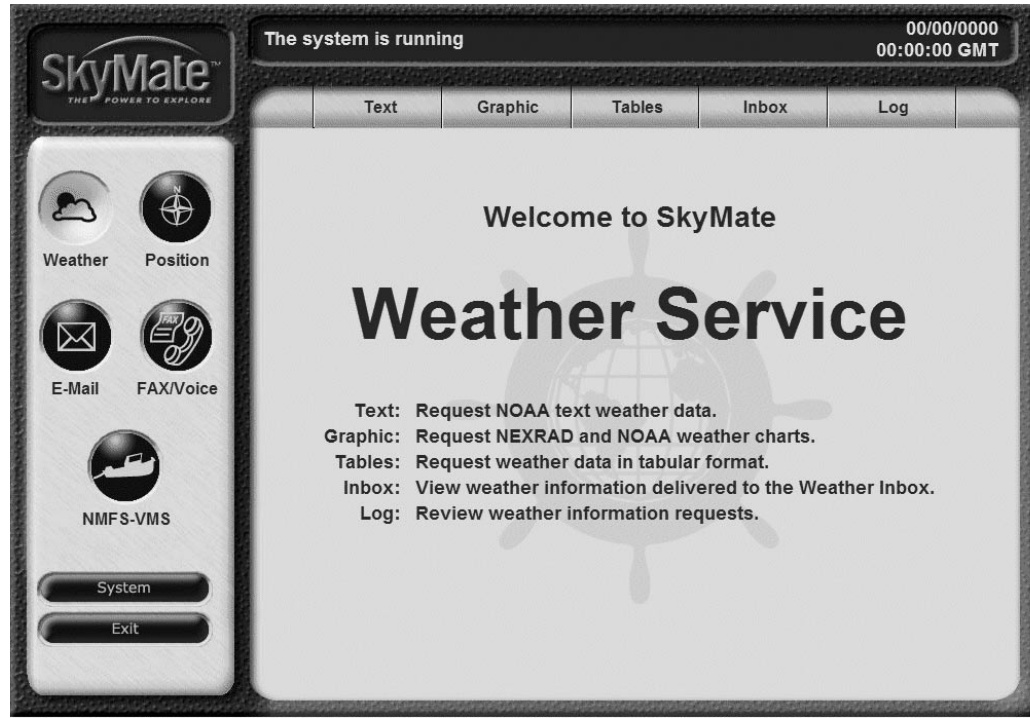 SkyMate™
THE POWER TO EXPLORE
The system is running
00/00/0000
00:00:00 GMT
Text Graphic Tables Inbox Log
Weather Position
E-Mail FAX/Voice
NMFS-VMS
System
Exit
N
FAX
Welcome to SkyMate
Weather Service
Text: Request NOAA text weather data.
Graphic: Request NEXRAD and NOAA weather charts.
Tables: Request weather data in tabular format.
Inbox: View weather information delivered to the Weather Inbox.
Log: Review weather information requests.